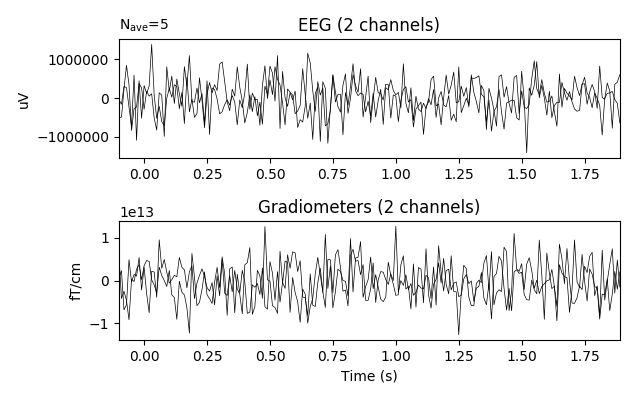 N_ave=5
EEG (2 channels)
1000000
0
−1000000
uV
0.00 0.25 0.50 0.75 1.00 1.25 1.50 1.75
1e13
Gradiometers (2 channels)
1
0
−1
fT/cm
0.00 0.25 0.50 0.75 1.00 1.25 1.50 1.75
Time (s)